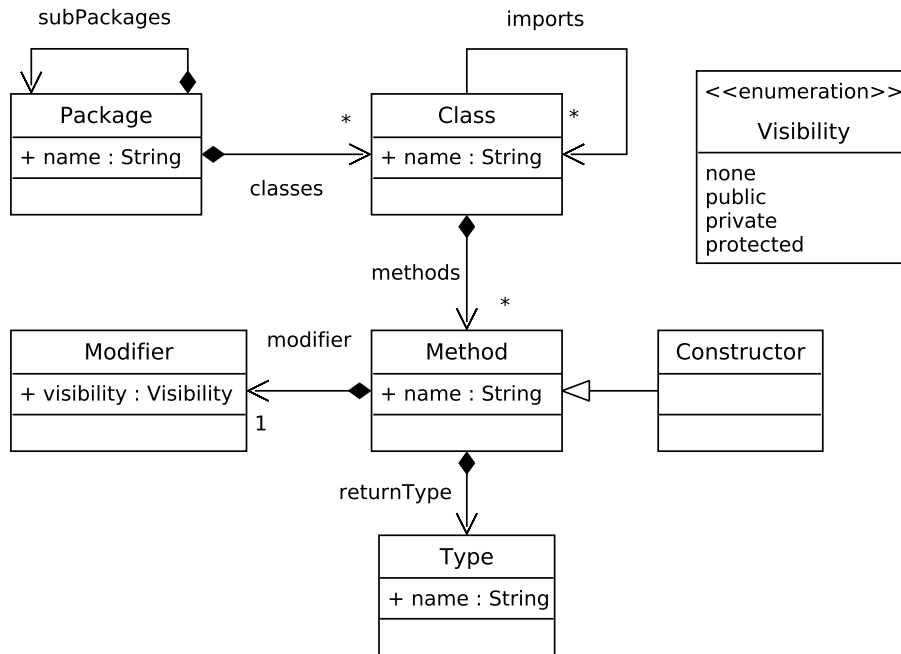 subPackages
imports
Package
+ name : String
*
classes
Class
+ name : String
*
<<enumeration>>
Visibility
none
public
private
protected
methods
*
Modifier
+ visibility : Visibility
modifier
1
Method
+ name : String
Constructor
returnType
Type
+ name : String